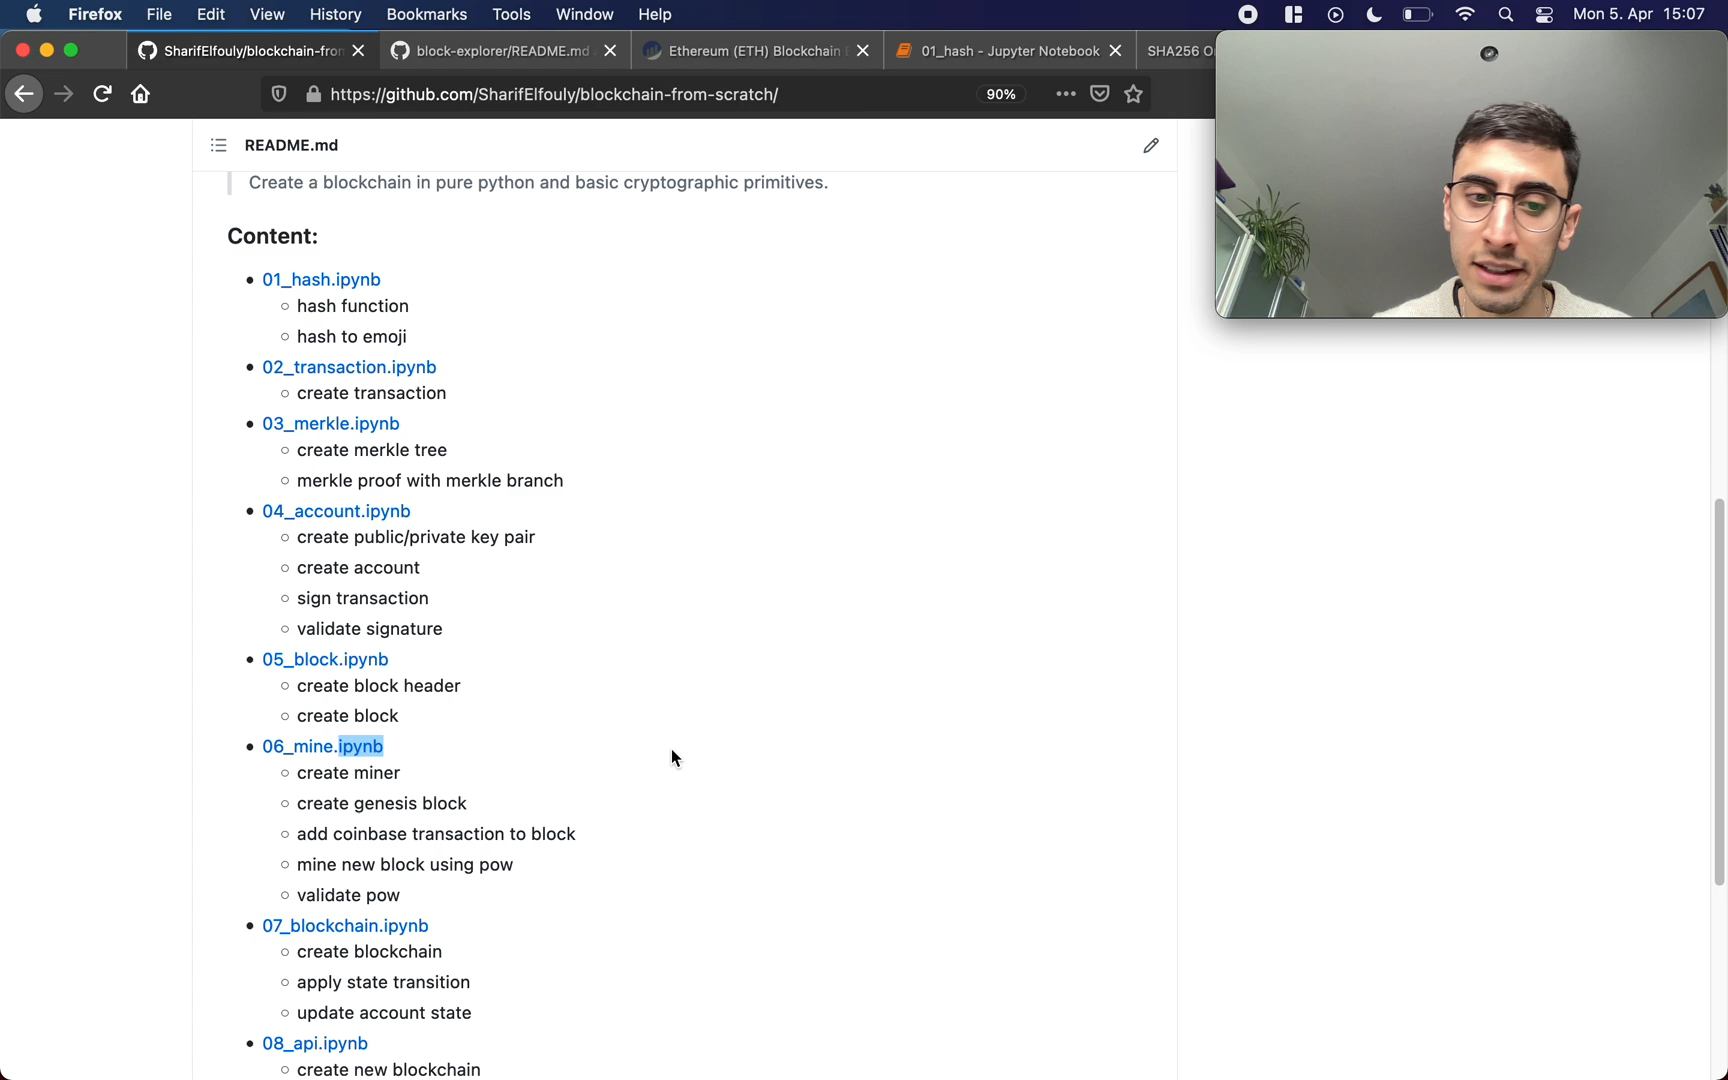 Firefox File Edit View History Bookmarks Tools Window Help Mon 5. Apr 15:07
SharifElfouly/blockchain-fro block-explorer/README.md Ethereum (ETH) Blockchain 01_hash - Jupyter Notebook SHA256
https://github.com/SharifElfouly/blockchain-from-scratch/ 90%
README.md
Create a blockchain in pure python and basic cryptographic primitives.
Content:
• 01_hash.ipynb
○ hash function
○ hash to emoji
• 02_transaction.ipynb
○ create transaction
• 03_merkle.ipynb
○ create merkle tree
○ merkle proof with merkle branch
• 04_account.ipynb
○ create public/private key pair
○ create account
○ sign transaction
○ validate signature
• 05_block.ipynb
○ create block header
○ create block
• 06_mine.ipynb
○ create miner
○ create genesis block
○ add coinbase transaction to block
○ mine new block using pow
○ validate pow
• 07_blockchain.ipynb
○ create blockchain
○ apply state transition
○ update account state
• 08_api.ipynb
○ create new blockchain